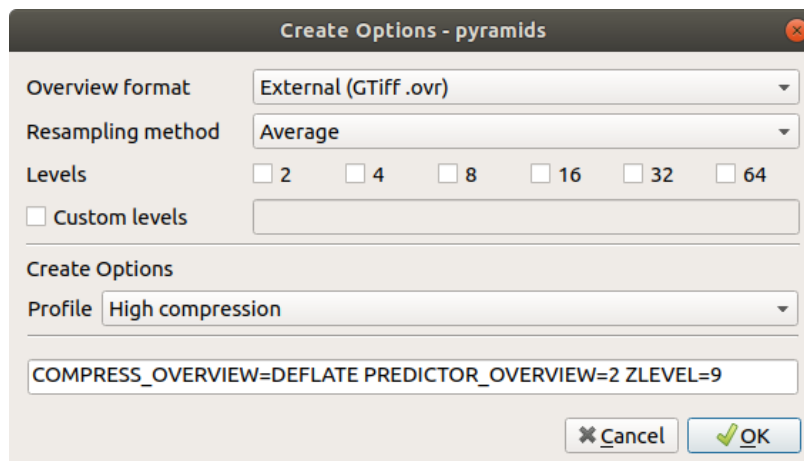 Create Options - pyramids
Overview format External (GTiff .ovr)
Resampling method Average
Levels 2 4 8 16 32 64
Custom levels
Create Options
Profile High compression
COMPRESS_OVERVIEW=DEFLATE PREDICTOR_OVERVIEW=2 ZLEVEL=9
Cancel OK